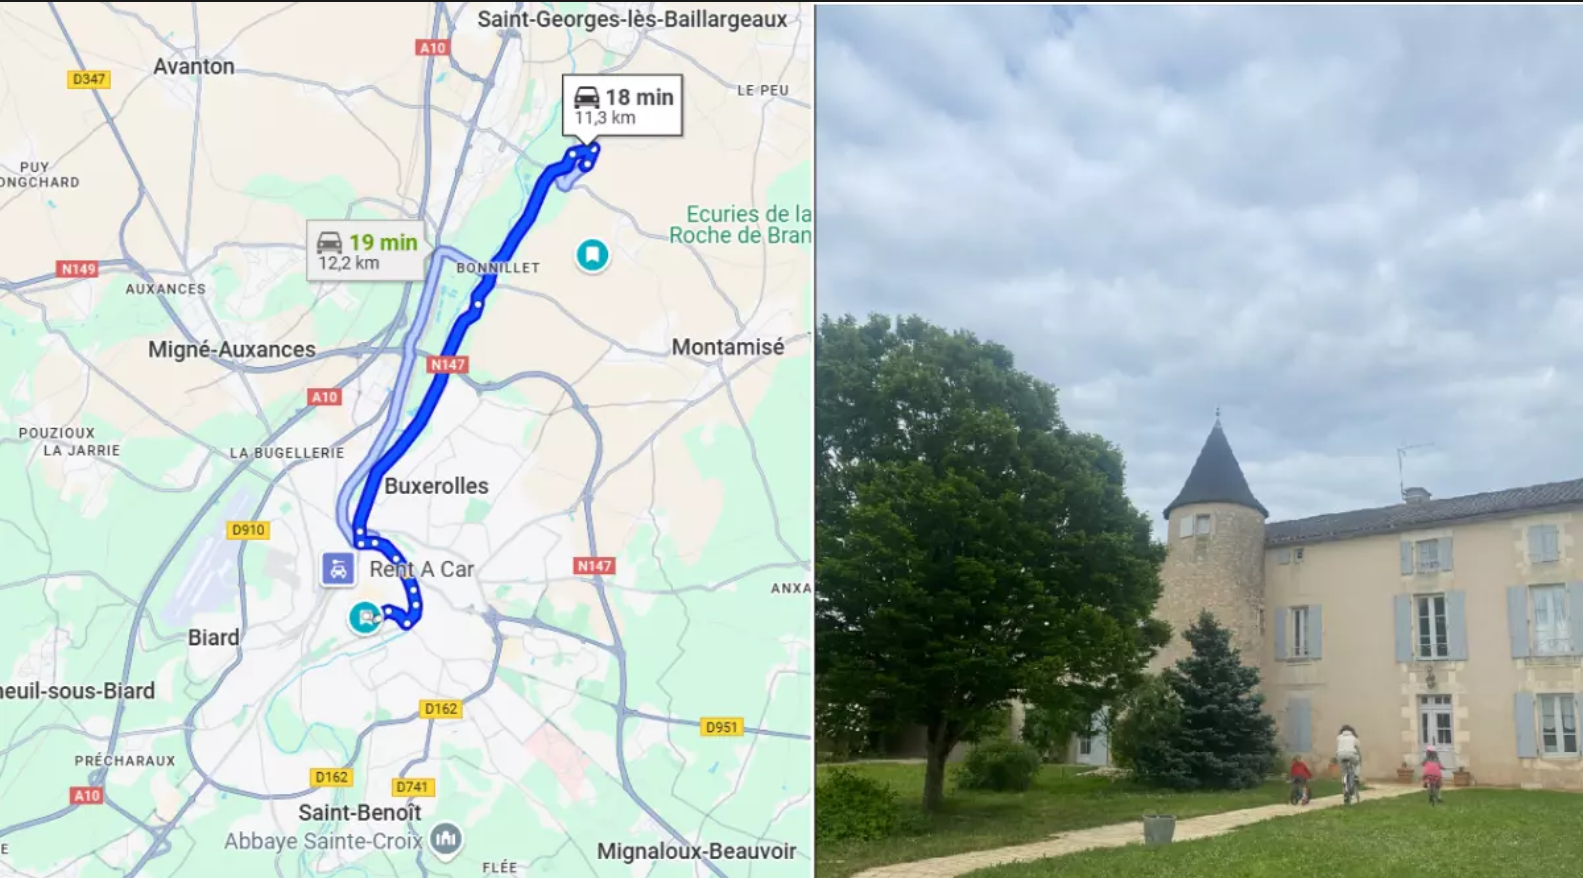 Saint-Georges-lès-Baillargeaux
A10
Avanton
D347
LE PEU
18 min
11,3 km
PUY
ONGCHARD
Ecuries de la
Roche de Bran
19 min
12,2 km
BONNILLET
N149
AUXANCES
Migné-Auxances
Montamisé
N147
A10
POUZIOUX
LA JARRIE
LA BUGELLERIE
Buxerolles
D910
Rent A Car
N147
ANXA
Biard
neuil-sous-Biard
D162
D951
PRÉCHARAUX
D162
D741
A10
Saint-Benoît
Abbaye Sainte-Croix
E
Mignaloux-Beauvoir
FLÉE